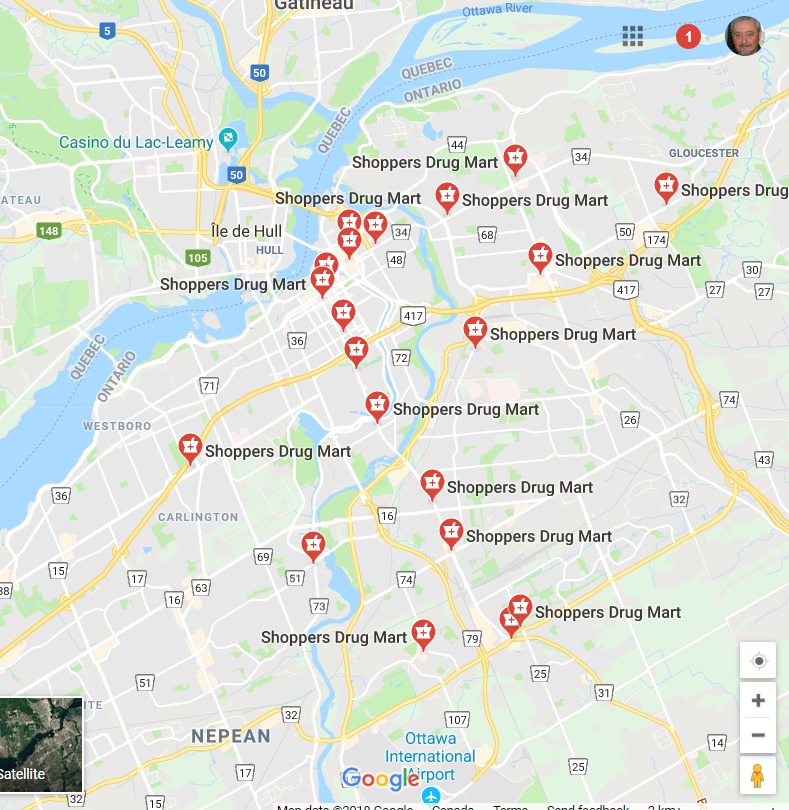 Gatineau
Ottawa River
5
1
50
QUEBEC
ONTARIO
QUEBEC
Casino du Lac-Leamy
44
34
GLOUCESTER
Shoppers Drug Mart
50
Shoppers Drug Mart
Shoppers Drug Mart
Shoppers Drug
ATEAU
148
Île de Hull
34
68
50
174
HULL
105
48
Shoppers Drug Mart
30
Shoppers Drug Mart
417
27
27
417
Shoppers Drug Mart
36
QUEBEC
ONTARIO
72
71
74
Shoppers Drug Mart
26
WESTBORO
Shoppers Drug Mart
43
Shoppers Drug Mart
36
32
CARLINGTON
16
Shoppers Drug Mart
69
15
17
51
74
63
38
16
73
Shoppers Drug Mart
Shoppers Drug Mart
79
25
51
31
ITE
32
107
NEPEAN
Ottawa
International
Airport
14
Satellite
17
25
Google
32
15
Map data ©2018 Google Canada Terms Send feedback 2 km